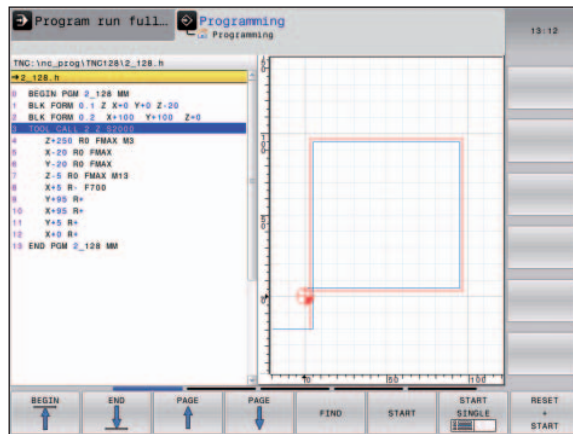 Program run full...
Programming
Programming
13:12
TNC:\nc_prog\TNC128\2_128.h
→2_128.h
0 BEGIN PGM 2_128 MM
1 BLK FORM 0.1 Z X+0 Y+0 Z-20
2 BLK FORM 0.2 X+100 Y+100 Z+0
3 TOOL CALL 2 Z S2000
4 Z+250 R0 FMAX M3
5 X-20 R0 FMAX
6 Y-20 R0 FMAX
7 Z-5 R0 FMAX M13
8 X+5 R- F700
9 Y+95 R+
10 X+95 R+
11 Y+5 R+
12 X+0 R+
13 END PGM 2_128 MM
100
50
0
0 50 100
BEGIN END PAGE PAGE FIND START START SINGLE RESET + START